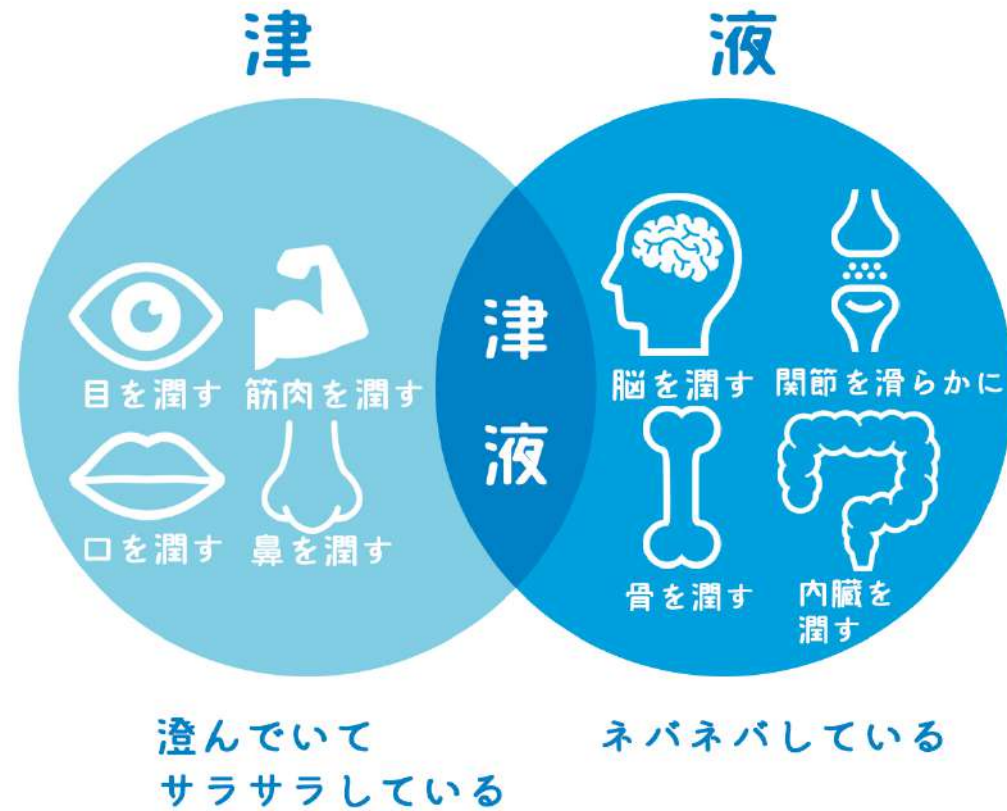 津
液
目を潤す
筋肉を潤す
口を潤す
鼻を潤す
津
液
脳を潤す
関節を滑らかに
骨を潤す
内臓を
潤す
澄んでいて
サラサラしている
ネバネバしている